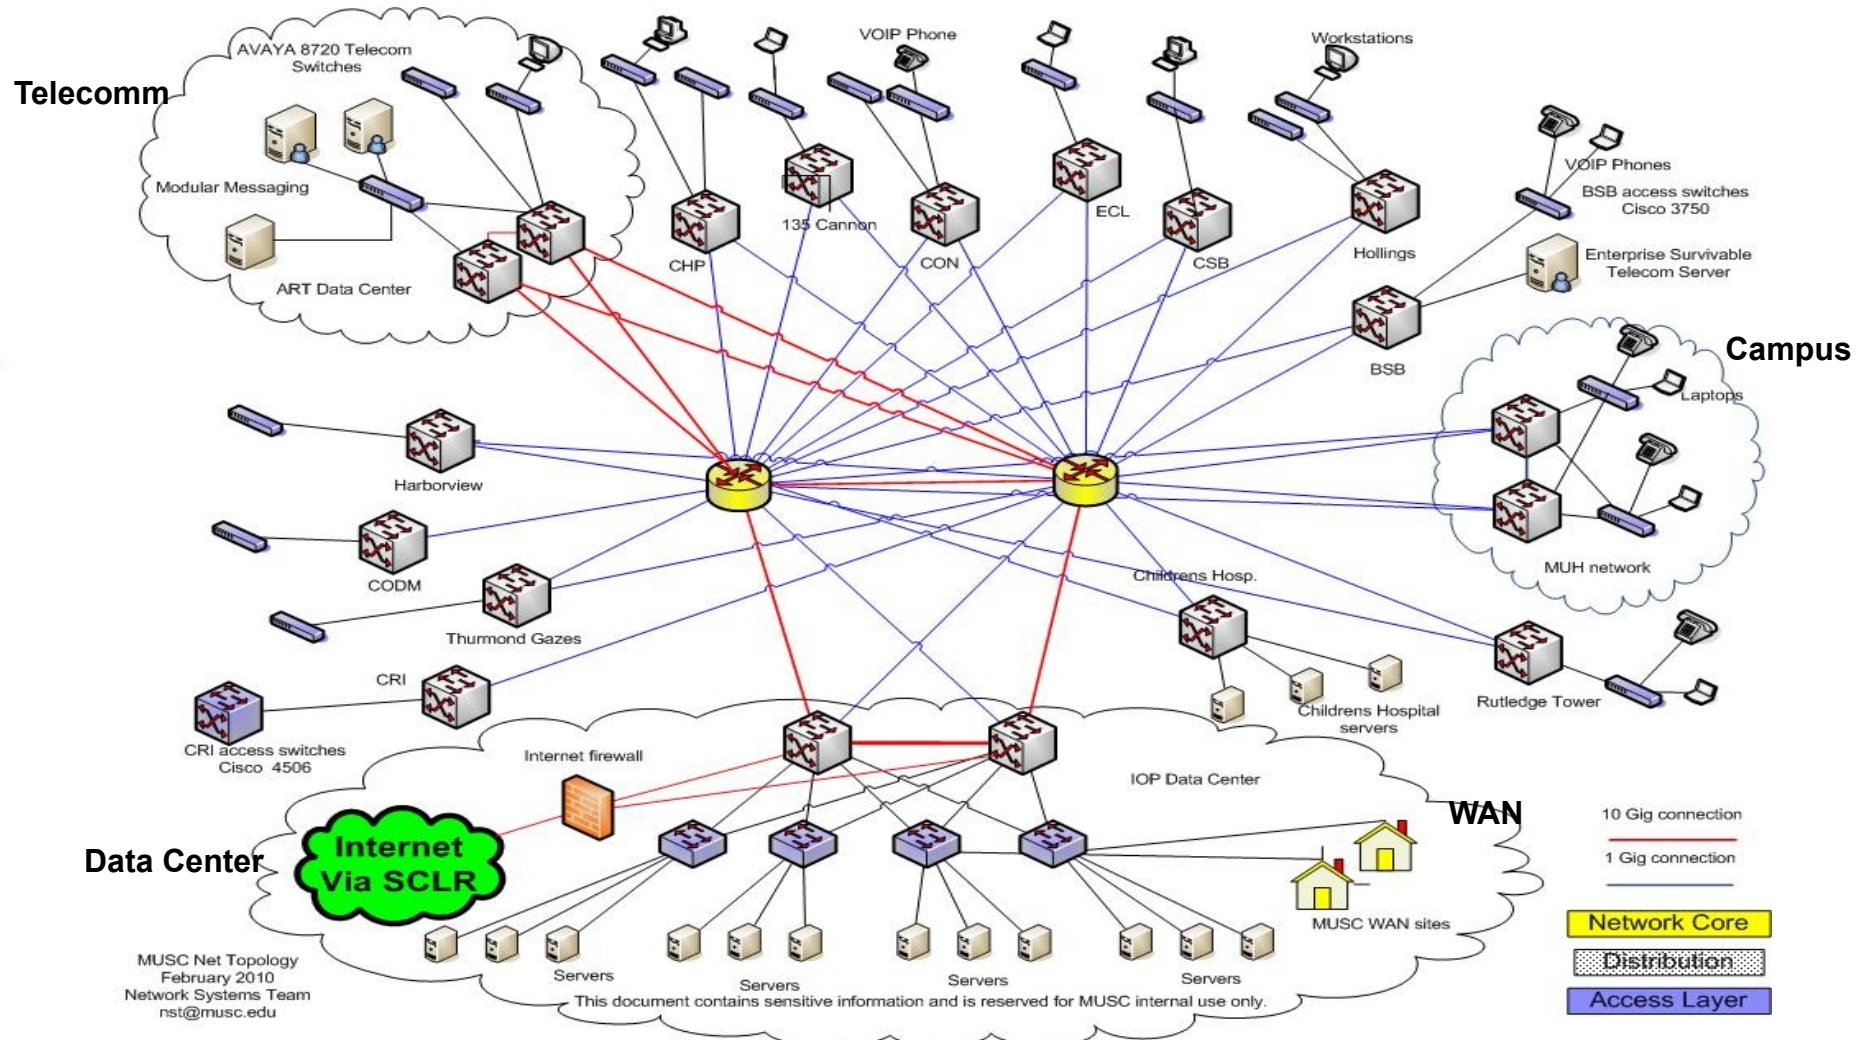 AVAYA 8720 Telecom
Switches
Telecomm
Modular Messaging
ART Data Center
VOIP Phone
Workstations
CHP
135 Cannon
CON
ECL
CSB
Hollings
VOIP Phones
BSB access switches
Cisco 3750
Enterprise Survivable
Telecom Server
BSB
Campus
Laptops
MUH network
Harborview
CODM
Thurmond Gazes
CRI
CRI access switches
Cisco 4506
Childrens Hosp.
Childrens Hospital
servers
Rutledge Tower
Internet firewall
IOP Data Center
WAN
Data Center
Internet
Via SCLR
MUSC WAN sites
Servers
Servers
Servers
Servers
This document contains sensitive information and is reserved for MUSC internal use only.
MUSC Net Topology
February 2010
Network Systems Team
nst@musc.edu
10 Gig connection
1 Gig connection
Network Core
Distribution
Access Layer